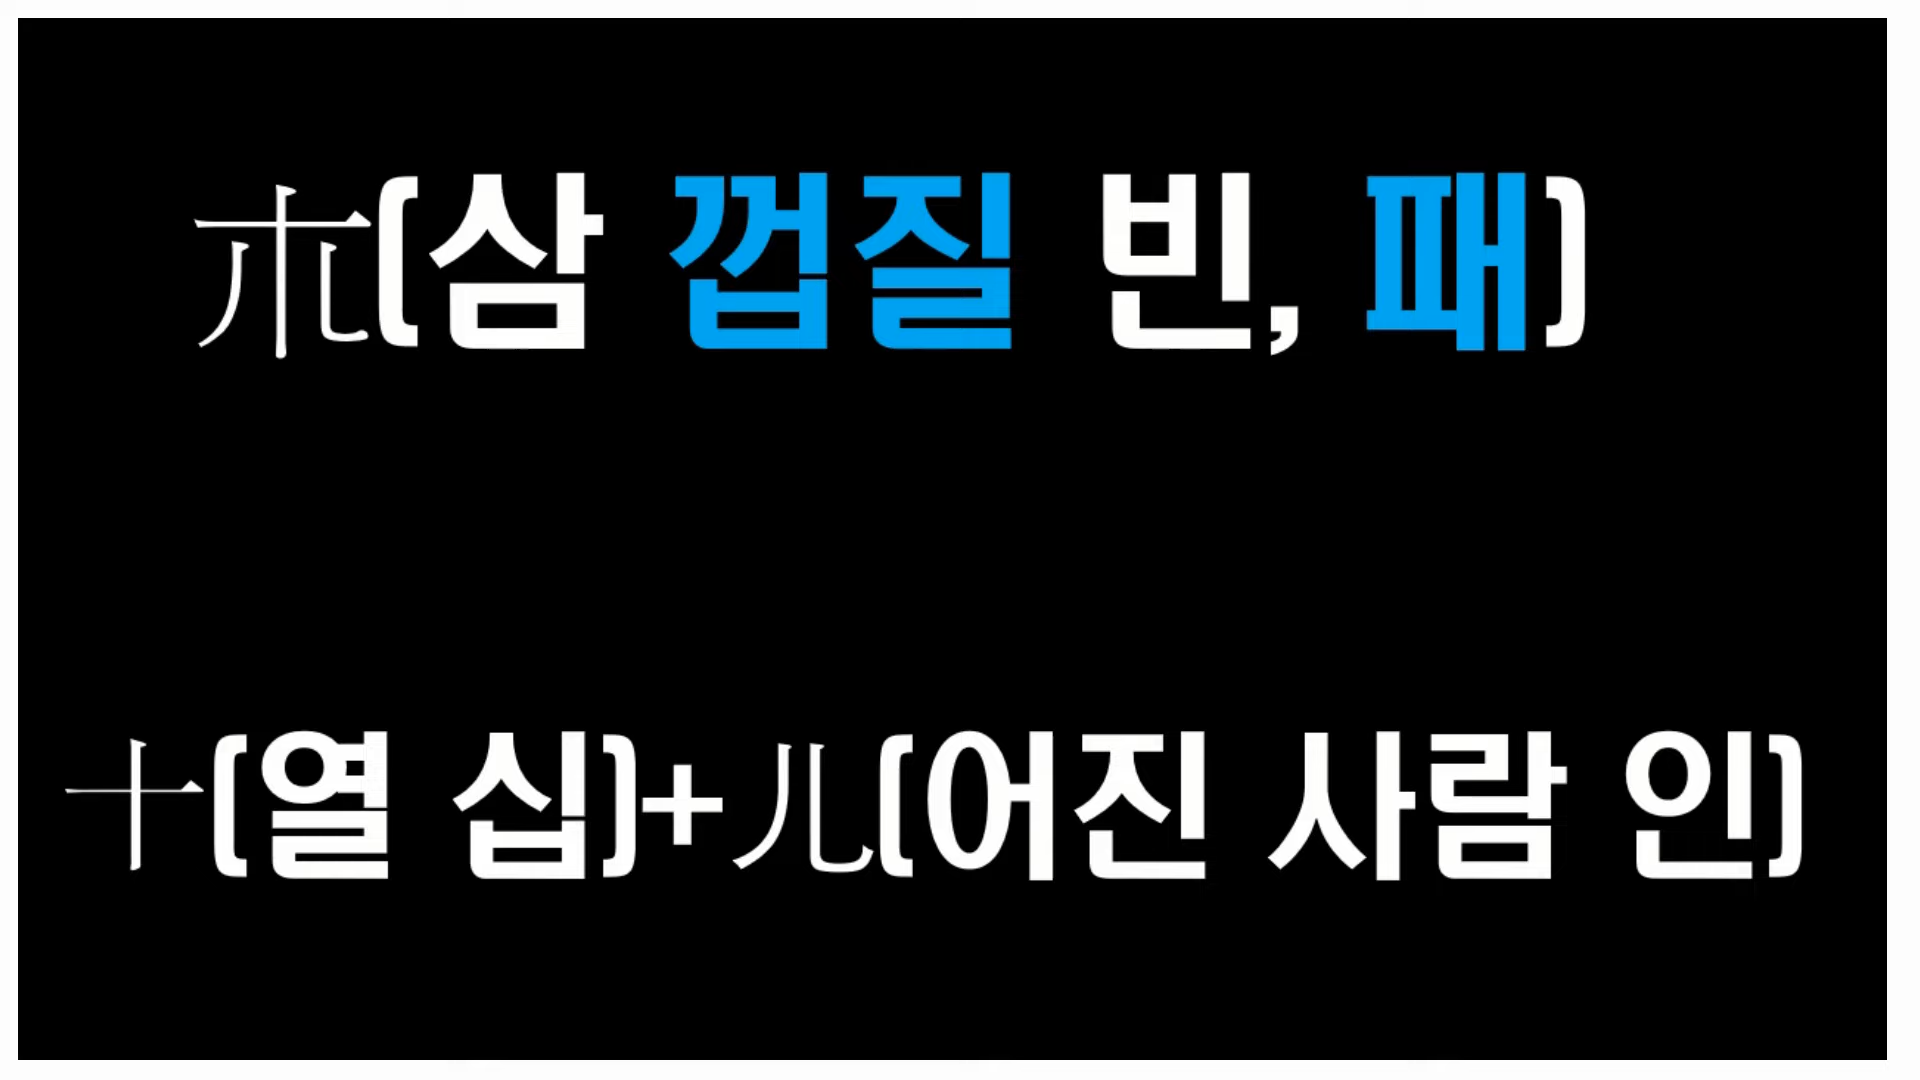 朩(삼 껍질 빈, 패)
十(열 십)+儿(어진 사람 인)